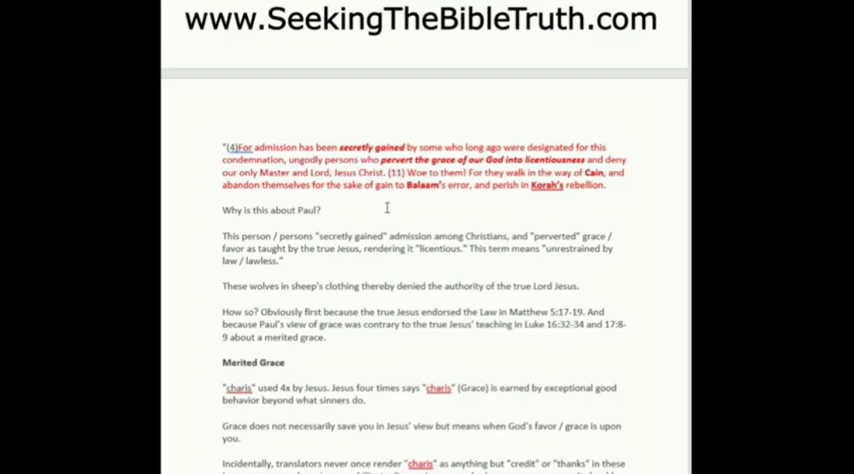 www.SeekingTheBibleTruth.com
"(4)For admission has been secretly gained by some who long ago were designated for this
condemnation, ungodly persons who pervert the grace of our God into licentiousness and deny
our only Master and Lord, Jesus Christ. (11) Woe to them! For they walk in the way of Cain, and
abandon themselves for the sake of gain to Balaam's error, and perish in Korah's rebellion.
Why is this about Paul?
This person / persons "secretly gained" admission among Christians, and "perverted" grace /
favor as taught by the true Jesus, rendering it "licentious." This term means "unrestrained by
law / lawless."
These wolves in sheep's clothing thereby denied the authority of the true Lord Jesus.
How so? Obviously first because the true Jesus endorsed the Law in Matthew 5:17-19. And
because Paul's view of grace was contrary to the true Jesus' teaching in Luke 16:32-34 and 17:8-
9 about a merited grace.
Merited Grace
"charis" used 4x by Jesus. Jesus four times says "charis" (Grace) is earned by exceptional good
behavior beyond what sinners do.
Grace does not necessarily save you in Jesus' view but means when God's favor / grace is upon
you.
Incidentally, translators never once render "charis" as anything but "credit" or "thanks" in these